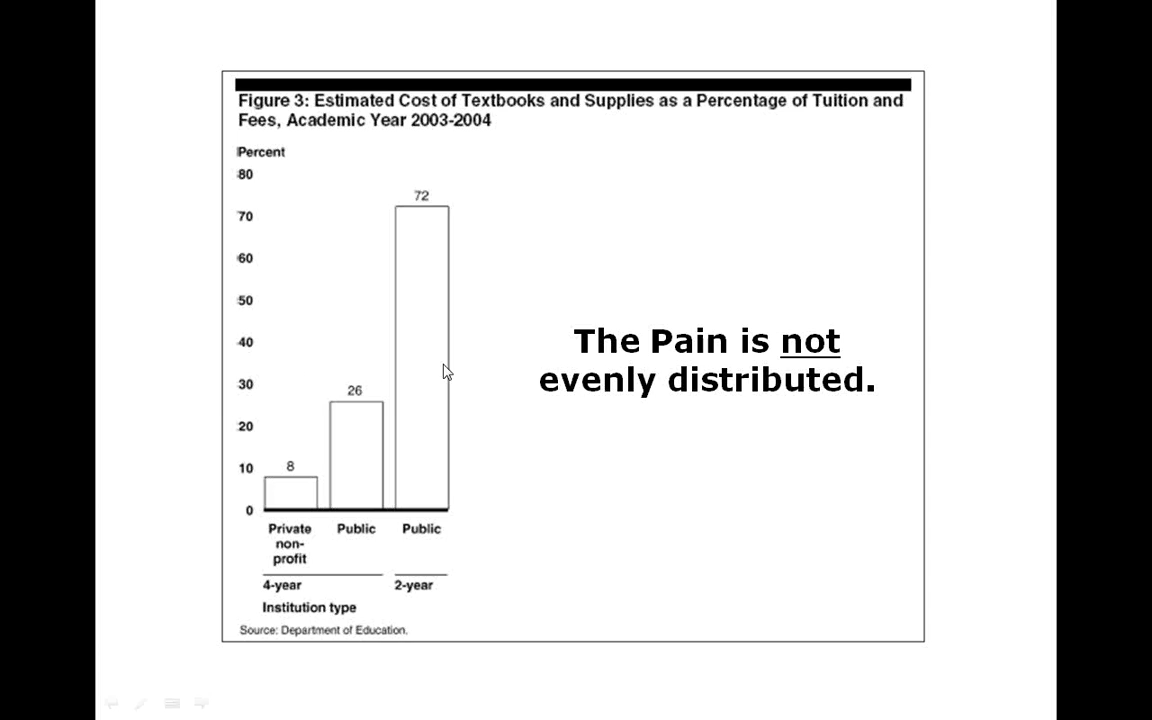 Figure 3: Estimated Cost of Textbooks and Supplies as a Percentage of Tuition and
Fees, Academic Year 2003-2004
Percent
80
70
60
50
40
30
20
10
0
8
26
72
Private
non-
profit
Public
Public
4-year
2-year
Institution type
Source: Department of Education.
The Pain is not
evenly distributed.